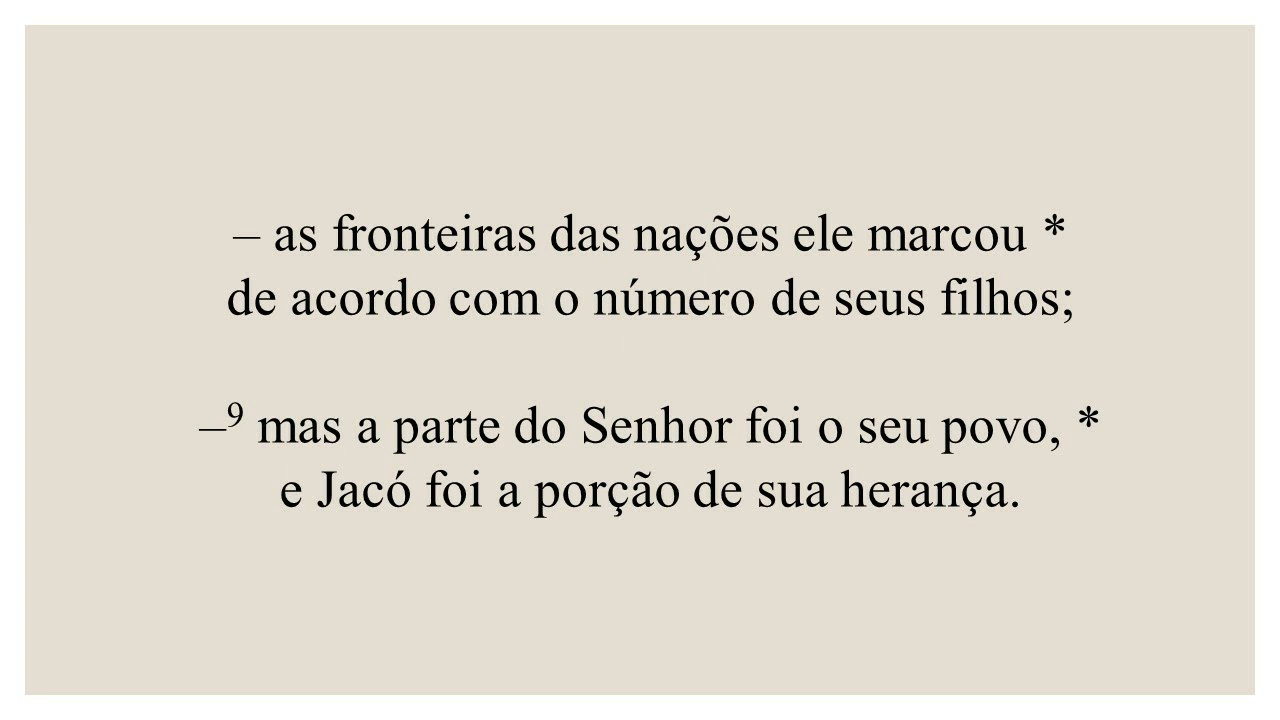 – as fronteiras das nações ele marcou *
de acordo com o número de seus filhos;
–⁹ mas a parte do Senhor foi o seu povo, *
e Jacó foi a porção de sua herança.